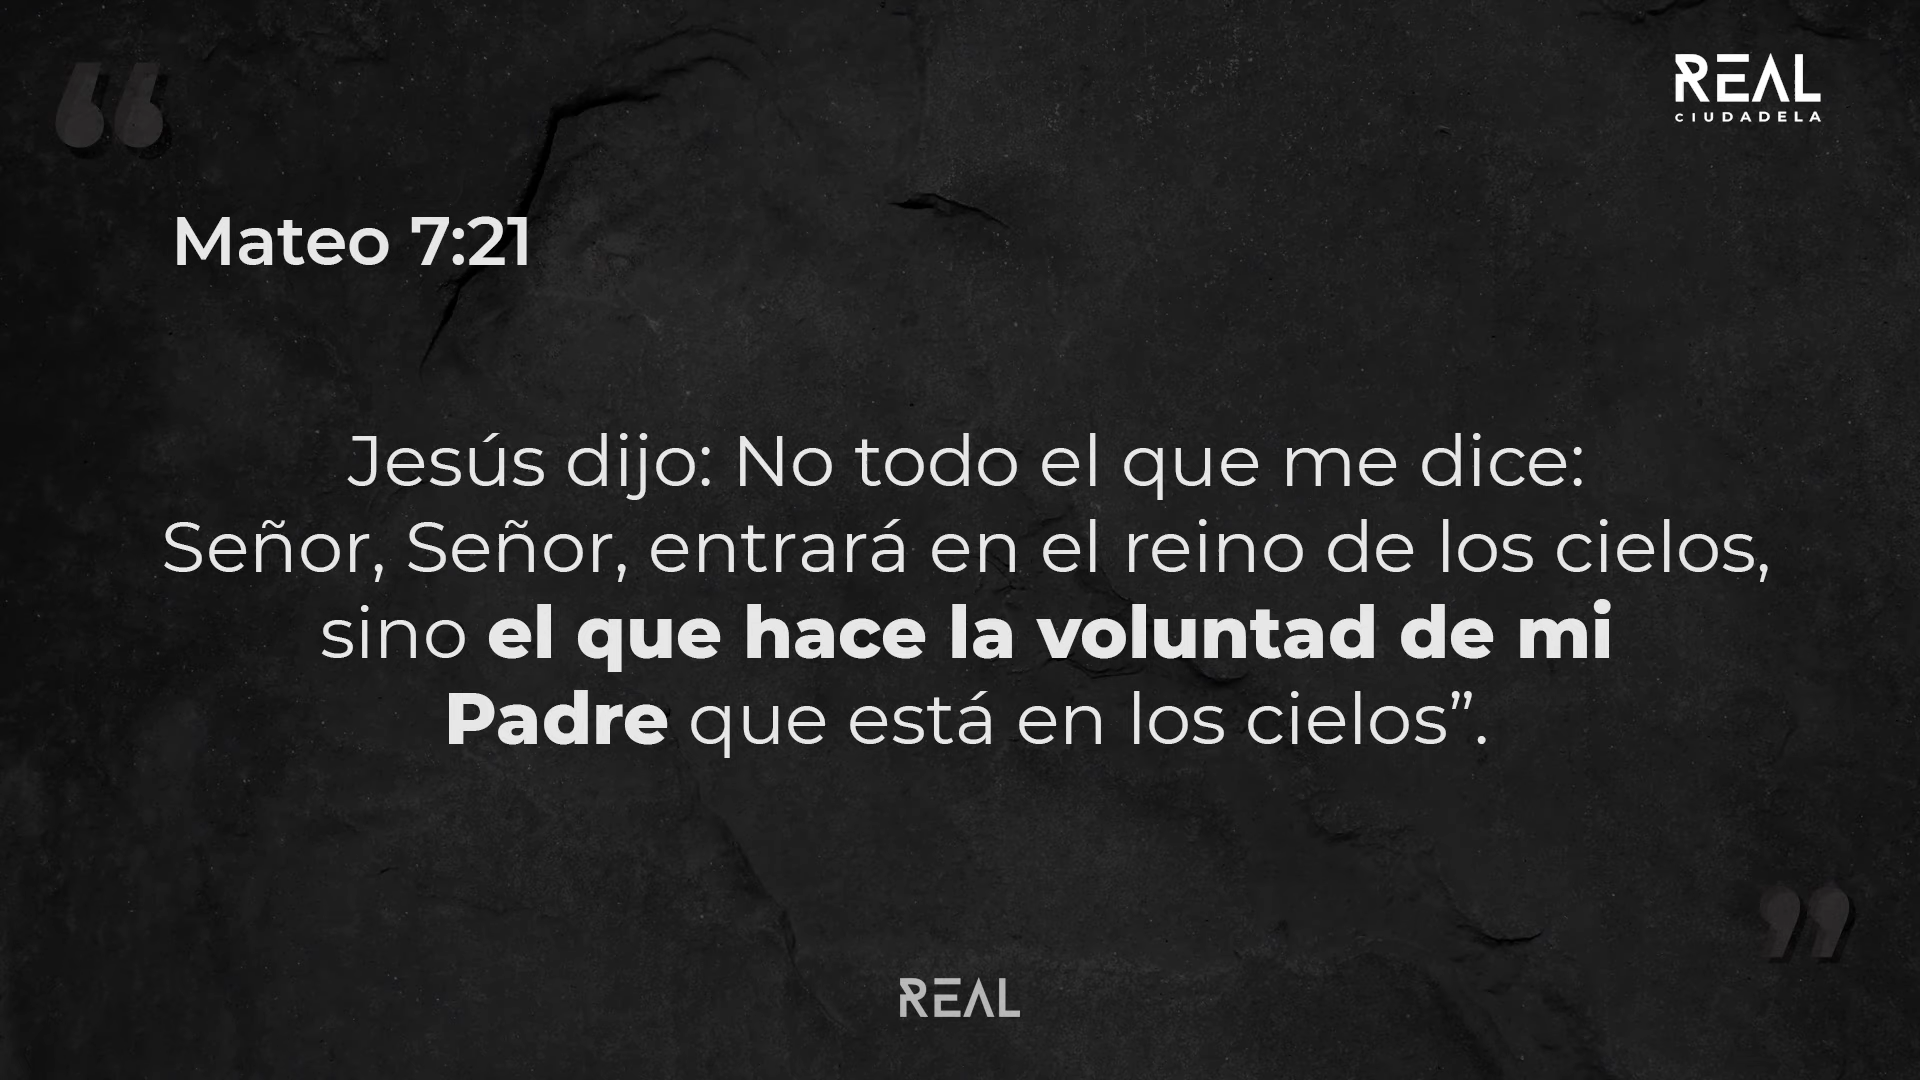 REAL
CIUDADELA
Mateo 7:21
Jesús dijo: No todo el que me dice:
Señor, Señor, entrará en el reino de los cielos,
sino el que hace la voluntad de mi
Padre que está en los cielos”.
REAL